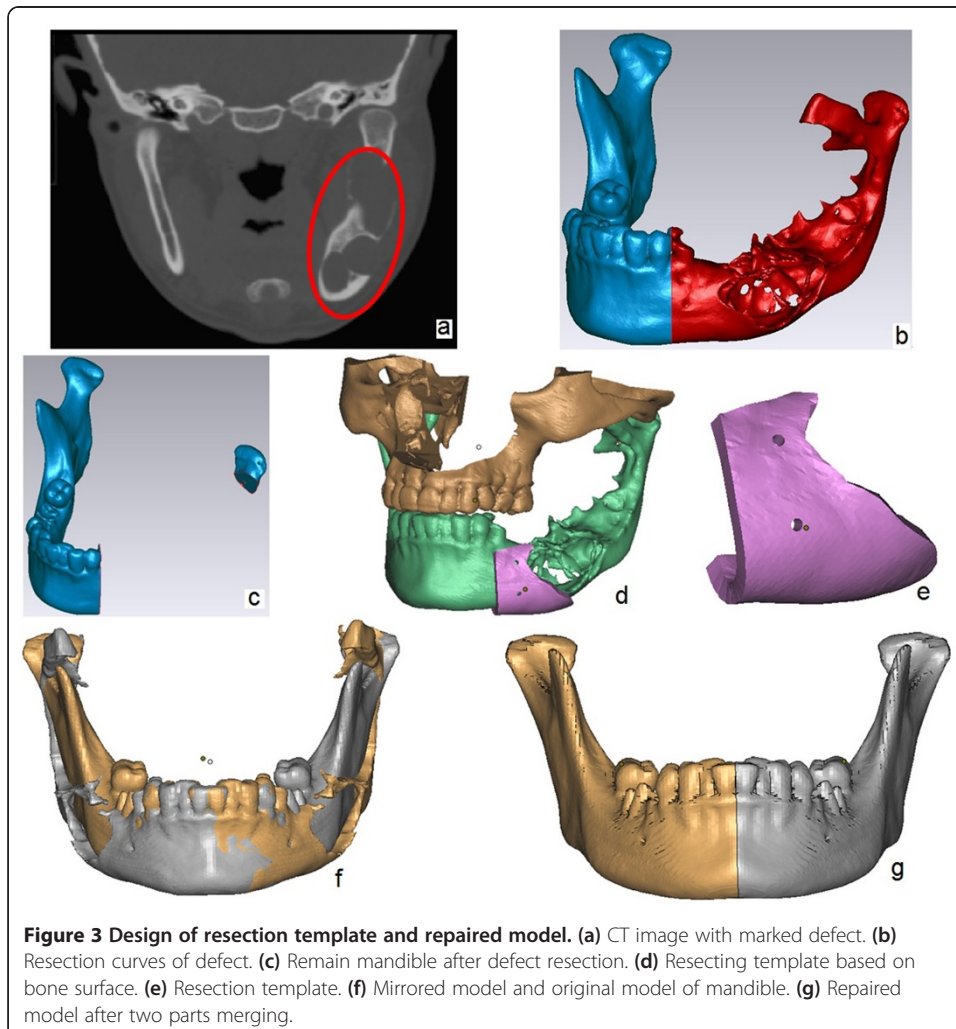 a
b
c
d
e
f
g
Figure 3 Design of resection template and repaired model. (a) CT image with marked defect. (b)
Resection curves of defect. (c) Remain mandible after defect resection. (d) Resecting template based on
bone surface. (e) Resection template. (f) Mirrored model and original model of mandible. (g) Repaired
model after two parts merging.